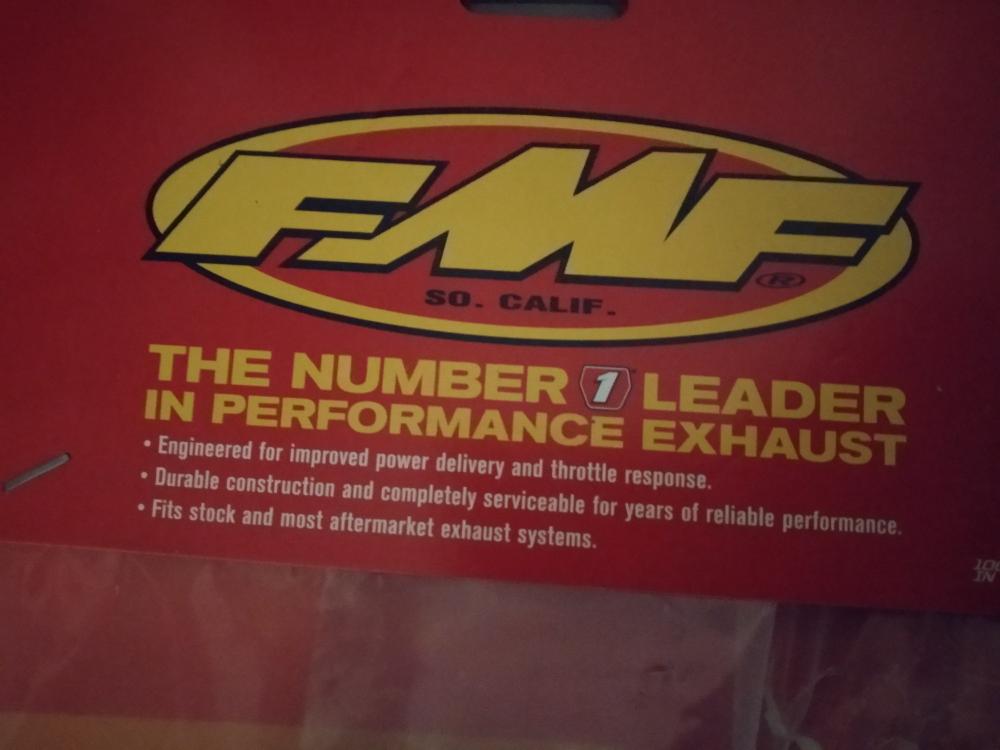 FMF®
SO. CALIF.
THE NUMBER 1 LEADER
IN PERFORMANCE EXHAUST
• Engineered for improved power delivery and throttle response.
• Durable construction and completely serviceable for years of reliable performance.
• Fits stock and most aftermarket exhaust systems.
IN